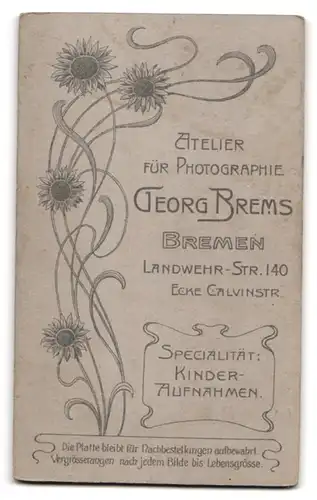 ATELIER
FÜR PHOTOGRAPHIE
GEORG BREMS
BREMEN
LANDWEHR-STR. 140
ECKE CALVINSTR.
SPECIALITÄT:
KINDER-
AUFNAHMEN.
Die Platte bleibt für Nachbestellungen aufbewahrt.
Vergrösserungen nach jedem Bilde bis Lebensgrösse.